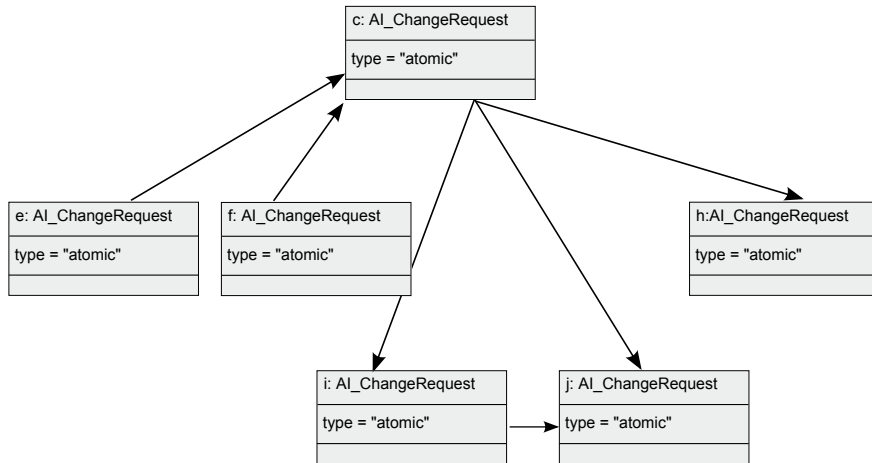 c: AI_ChangeRequest
type = "atomic"
e: AI_ChangeRequest
type = "atomic"
f: AI_ChangeRequest
type = "atomic"
h:AI_ChangeRequest
type = "atomic"
i: AI_ChangeRequest
type = "atomic"
j: AI_ChangeRequest
type = "atomic"